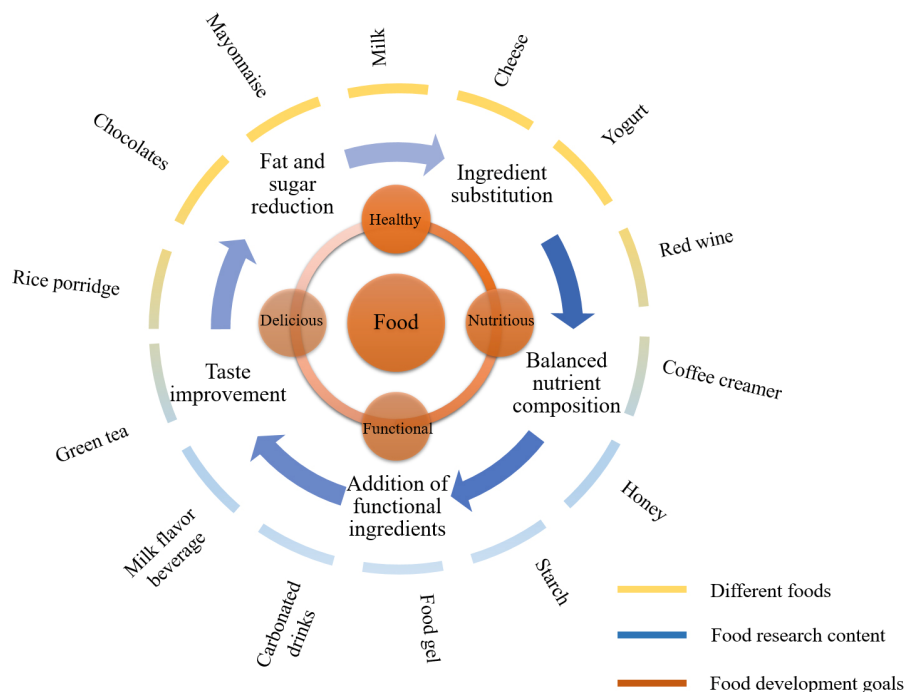 Milk
Cheese
Yogurt
Red wine
Coffee creamer
Honey
Starch
Food gel
Carbonated
drinks
Milk flavor
beverage
Green tea
Rice porridge
Chocolates
Mayonnaise
Fat and
sugar
reduction
Ingredient
substitution
Balanced
nutrient
composition
Addition of
functional
ingredients
Taste
improvement
Healthy
Nutritious
Functional
Delicious
Food
Different foods
Food research content
Food development goals